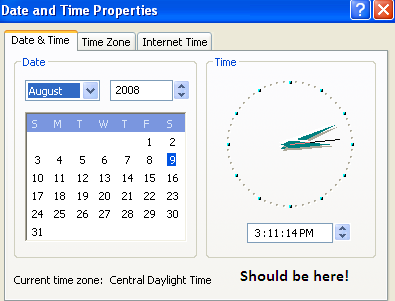 Date and Time Properties
Date & Time Time Zone Internet Time
Date
Time
August 2008
S M T W T F S
1 2
3 4 5 6 7 8 9
10 11 12 13 14 15 16
17 18 19 20 21 22 23
24 25 26 27 28 29 30
31
3:11:14 PM
Current time zone: Central Daylight Time
Should be here!